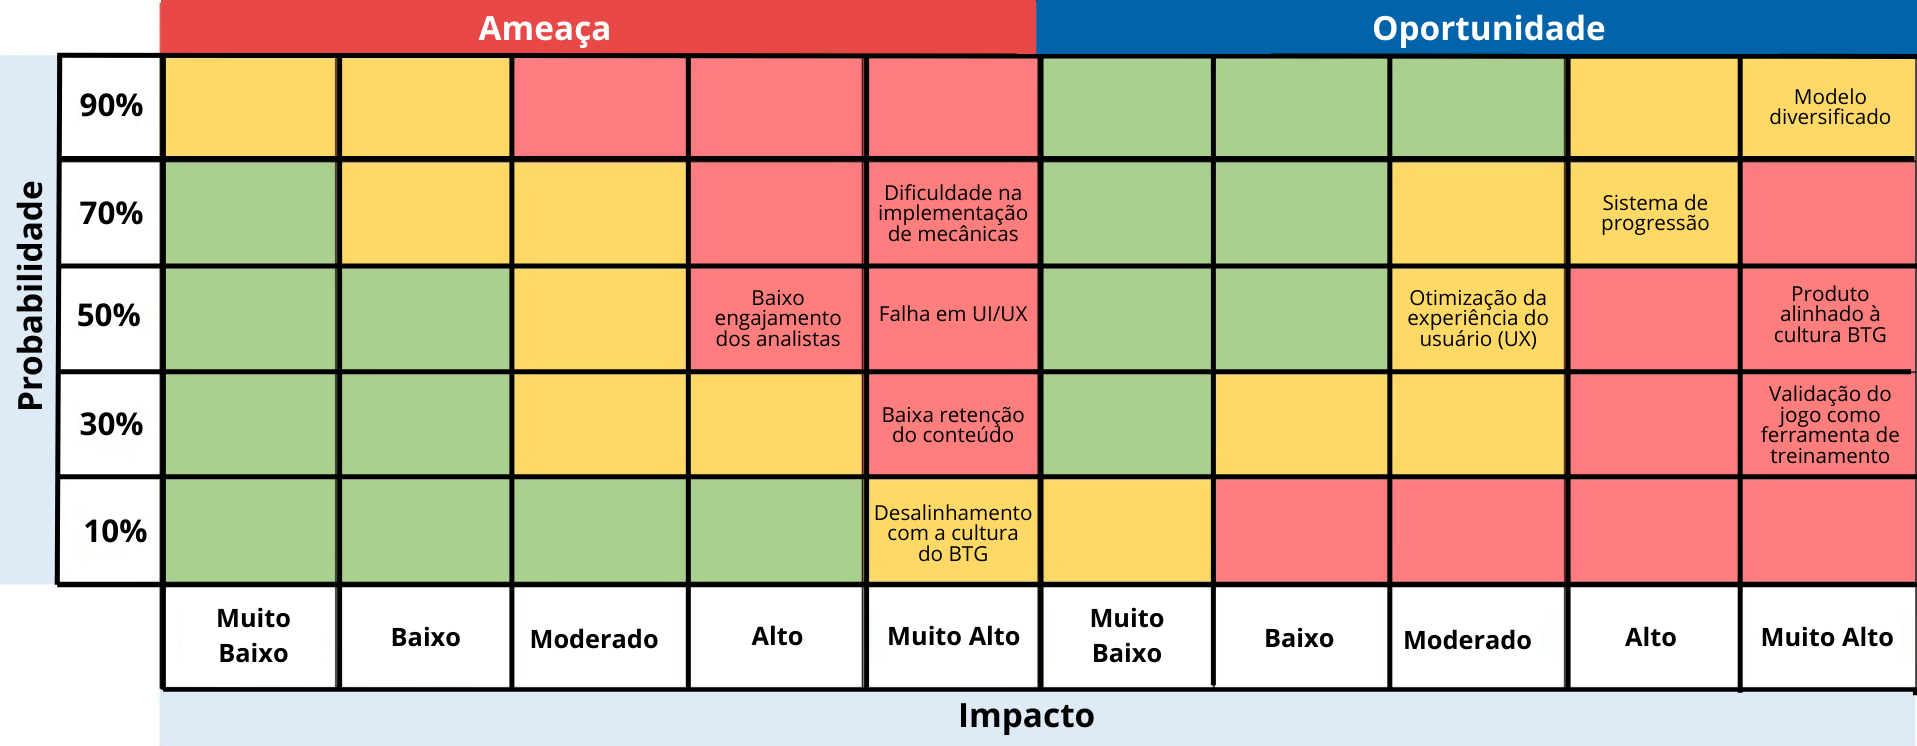 Ameaça
Oportunidade
Probabilidade
90%
Modelo
diversificado
70%
Dificuldade na
implementação
de mecânicas
Sistema de
progressão
50%
Baixo
engajamento
dos analistas
Falha em UI/UX
Otimização da
experiência do
usuário (UX)
Produto
alinhado à
cultura BTG
30%
Baixa retenção
do conteúdo
Validação do
jogo como
ferramenta de
treinamento
10%
Desalinhamento
com a cultura
do BTG
Muito
Baixo
Baixo
Moderado
Alto
Muito Alto
Muito
Baixo
Baixo
Moderado
Alto
Muito Alto
Impacto